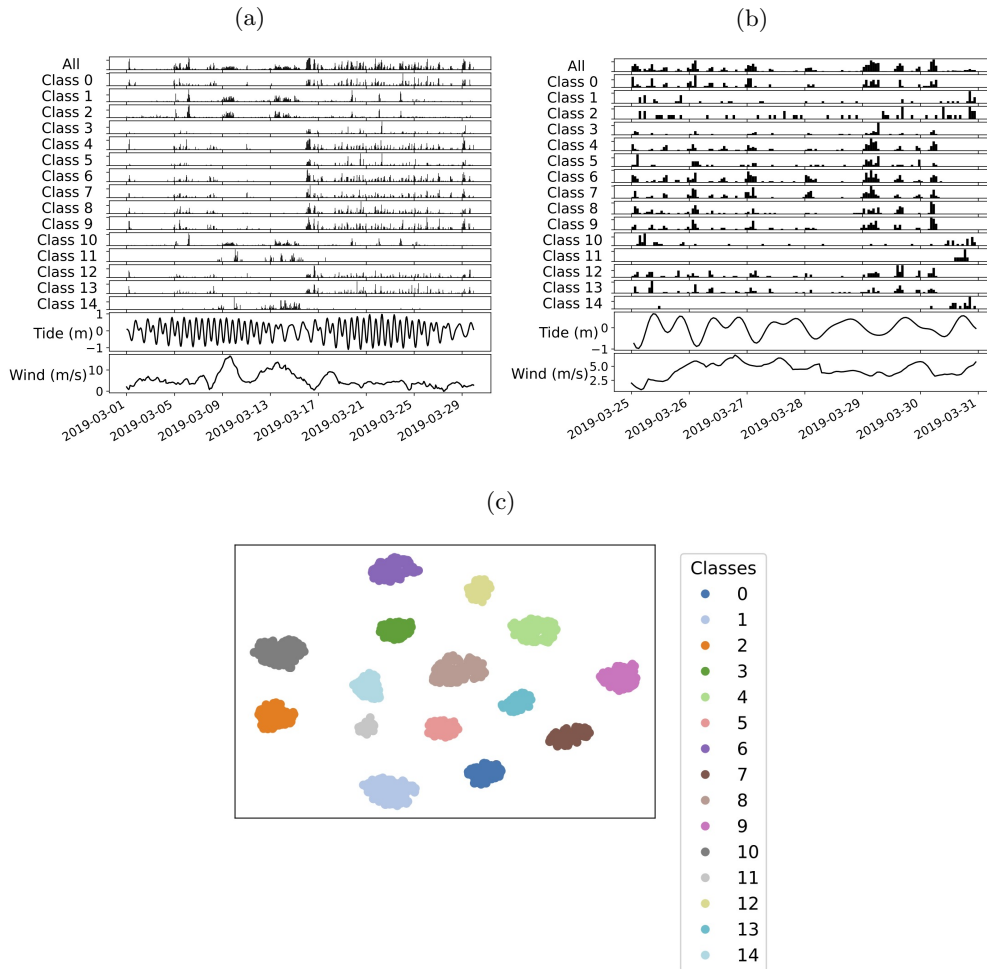 (a)
All
Class 0
Class 1
Class 2
Class 3
Class 4
Class 5
Class 6
Class 7
Class 8
Class 9
Class 10
Class 11
Class 12
Class 13
Class 14
Tide (m)
1
0
−1
Wind (m/s)
10
0
2019-03-01
2019-03-05
2019-03-09
2019-03-13
2019-03-17
2019-03-21
2019-03-25
2019-03-29
(b)
All
Class 0
Class 1
Class 2
Class 3
Class 4
Class 5
Class 6
Class 7
Class 8
Class 9
Class 10
Class 11
Class 12
Class 13
Class 14
Tide (m)
0
−1
Wind (m/s)
5.0
2.5
2019-03-25
2019-03-26
2019-03-27
2019-03-28
2019-03-29
2019-03-30
2019-03-31
(c)
Classes
0
1
2
3
4
5
6
7
8
9
10
11
12
13
14